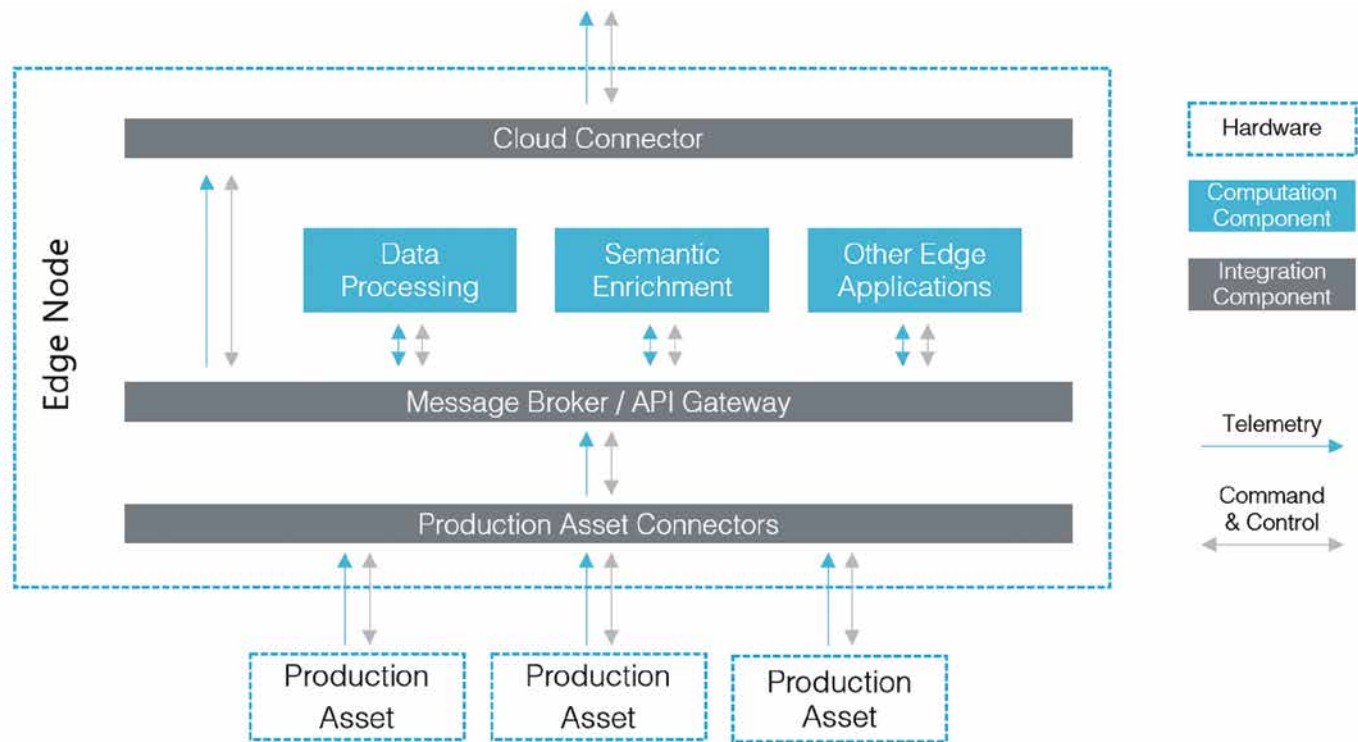 Edge Node
Cloud Connector
Data
Processing
Semantic
Enrichment
Other Edge
Applications
Message Broker / API Gateway
Production Asset Connectors
Production
Asset
Production
Asset
Production
Asset
Hardware
Computation
Component
Integration
Component
Telemetry
Command
& Control